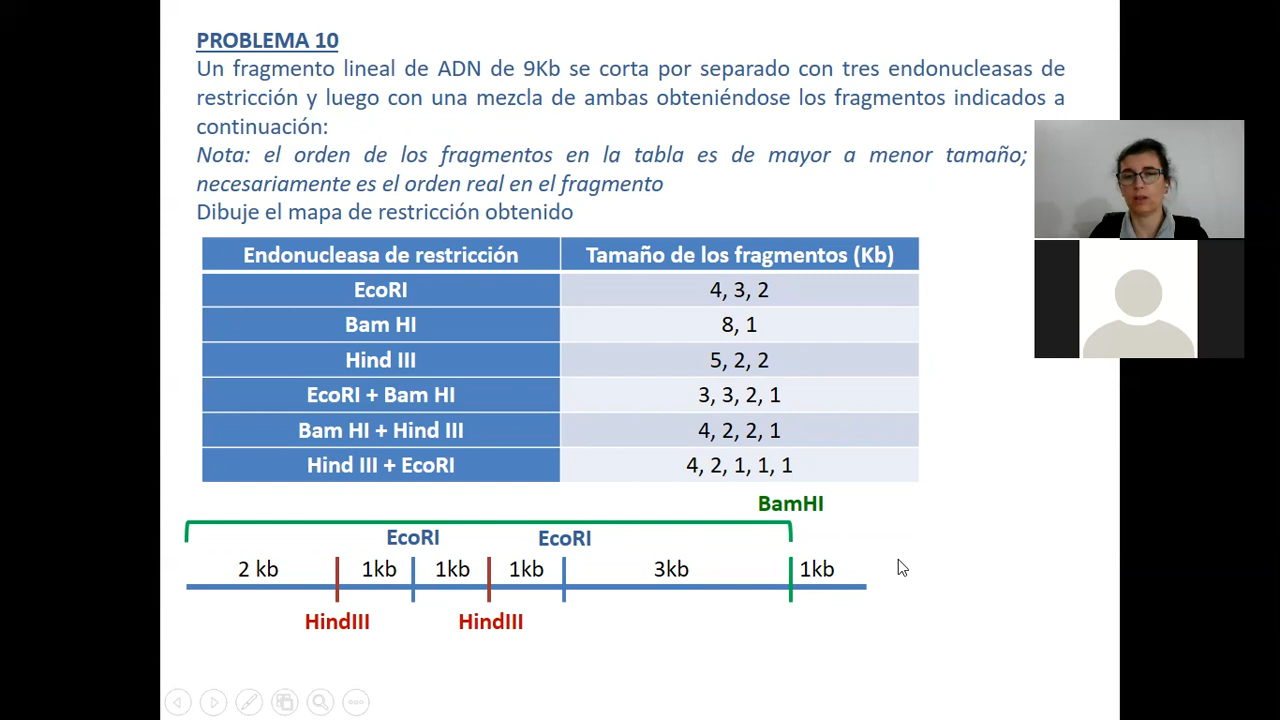 PROBLEMA 10
Un fragmento lineal de ADN de 9Kb se corta por separado con tres endonucleasas de
restricción y luego con una mezcla de ambas obteniéndose los fragmentos indicados a
continuación:
Nota: el orden de los fragmentos en la tabla es de mayor a menor tamaño;
necesariamente es el orden real en el fragmento
Dibuje el mapa de restricción obtenido
Endonucleasa de restricción Tamaño de los fragmentos (Kb)
EcoRI 4, 3, 2
Bam HI 8, 1
Hind III 5, 2, 2
EcoRI + Bam HI 3, 3, 2, 1
Bam HI + Hind III 4, 2, 2, 1
Hind III + EcoRI 4, 2, 1, 1, 1
BamHI
EcoRI EcoRI
2 kb 1kb 1kb 1kb 3kb 1kb
HindIII HindIII